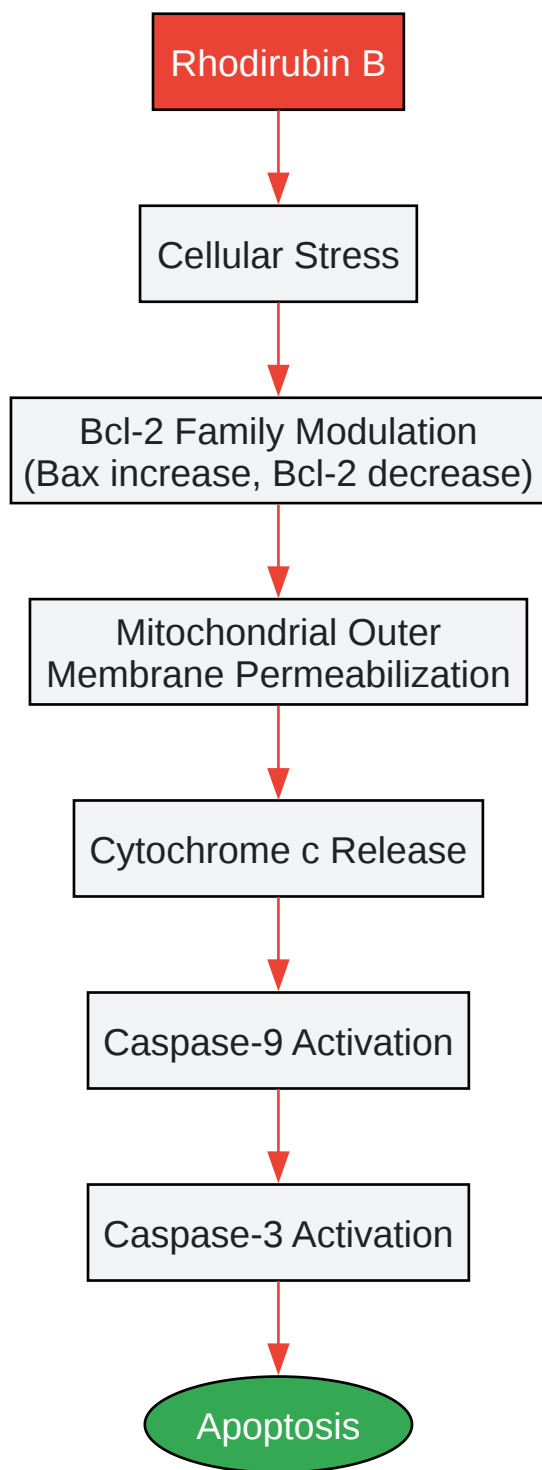 Rhodirubin B
Cellular Stress
Bcl-2 Family Modulation
(Bax increase, Bcl-2 decrease)
Mitochondrial Outer
Membrane Permeabilization
Cytochrome c Release
Caspase-9 Activation
Caspase-3 Activation
Apoptosis